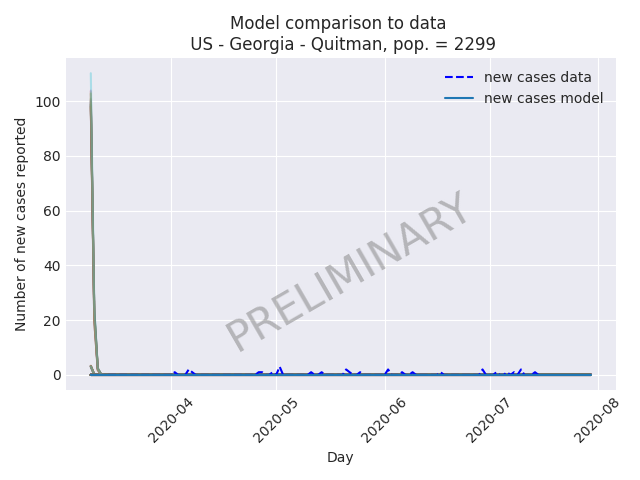 Model comparison to data
US - Georgia - Quitman, pop. = 2299
new cases data
new cases model
Number of new cases reported
100
80
60
40
20
0
PRELIMINARY
2020-04
2020-05
2020-06
2020-07
2020-08
Day